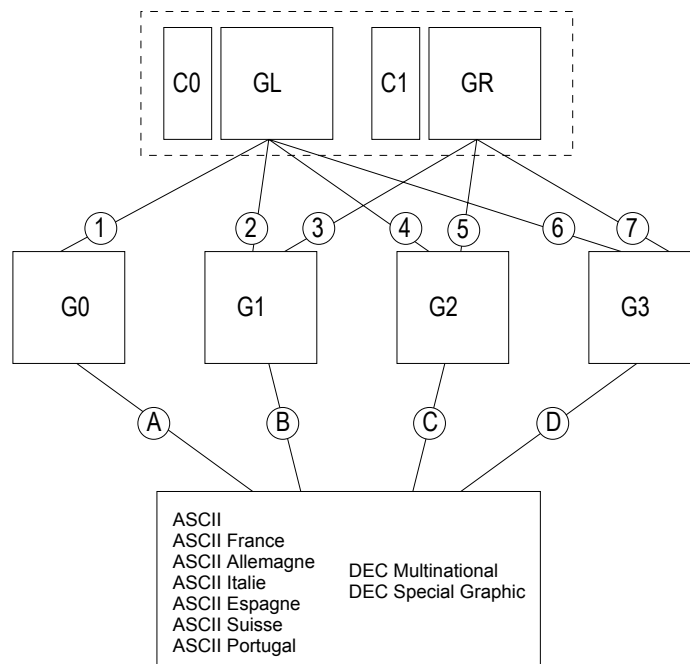 C0 GL C1 GR
1 2 3 4 5 6 7
G0 G1 G2 G3
A B C D
ASCII
ASCII France
ASCII Allemagne
ASCII Italie
ASCII Espagne
ASCII Suisse
ASCII Portugal
DEC Multinational
DEC Special Graphic